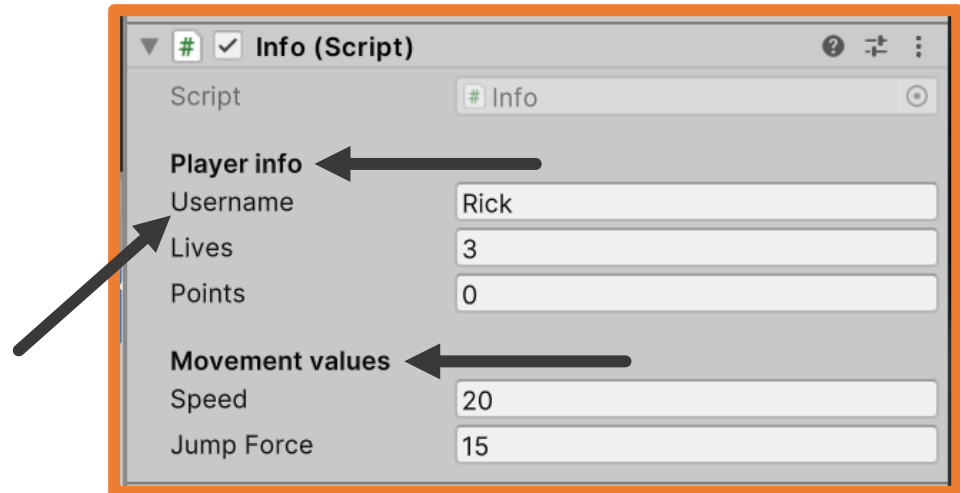 # Info (Script)
Script # Info
Player info
Username Rick
Lives 3
Points 0
Movement values
Speed 20
Jump Force 15